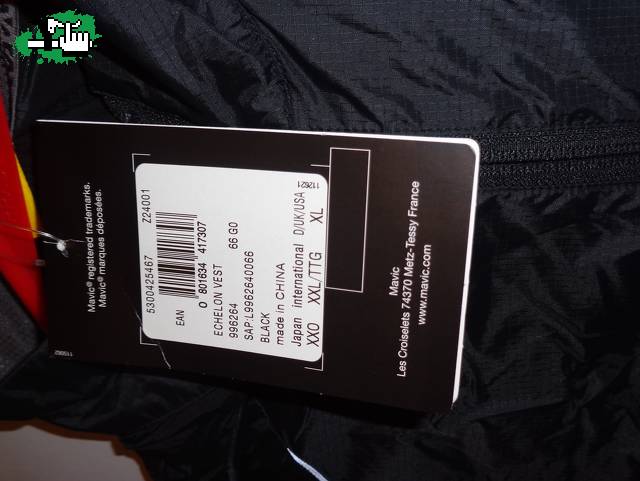 Mavic® registered trademarks.
Mavic® marques déposées.
5300425467 Z24001
EAN
0 801634 417307
ECHELON VEST 66 G0
996264
SAP:L9962640066
BLACK
made in CHINA
Japan International D/UK/USA
XXO XXL/TTG XL
112621
Mavic
Les Croiselets 74370 Metz-Tessy France
www.mavic.com